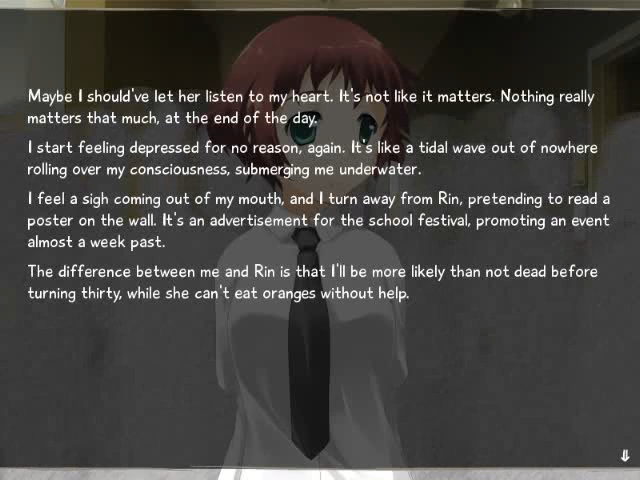 Maybe I should've let her listen to my heart. It's not like it matters. Nothing really
matters that much, at the end of the day.
I start feeling depressed for no reason, again. It's like a tidal wave out of nowhere
rolling over my consciousness, submerging me underwater.
I feel a sigh coming out of my mouth, and I turn away from Rin, pretending to read a
poster on the wall. It's an advertisement for the school festival, promoting an event
almost a week past.
The difference between me and Rin is that I'll be more likely than not dead before
turning thirty, while she can't eat oranges without help.